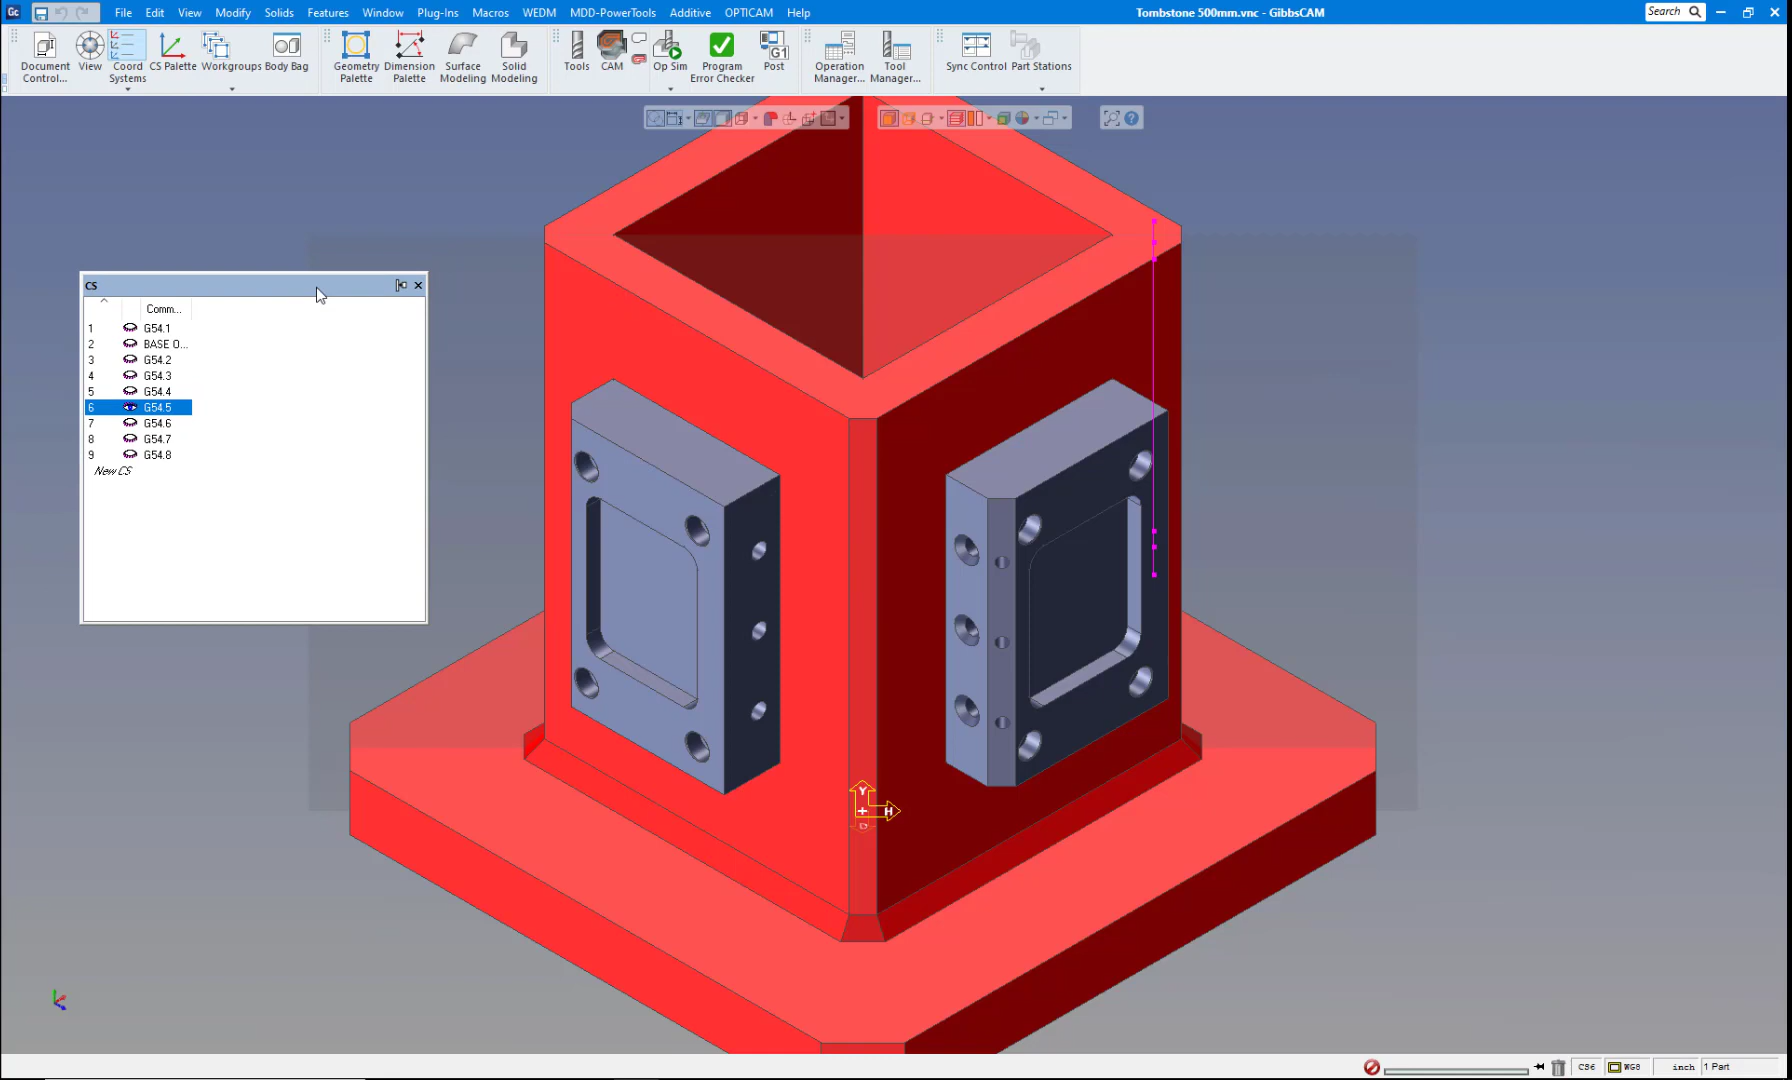 Gc File Edit View Modify Solids Features Window Plug-Ins Macros WEDM MDD-PowerTools Additive OPTICAM Help Tombstone 500mm.vnc - GibbsCAM Search
Document Control... View Coord Systems CS Palette Workgroups Body Bag Geometry Palette Dimension Palette Surface Modeling Solid Modeling Tools CAM Op Sim Program Error Checker G1 Post Operation Manager... Tool Manager... Sync Control Part Stations
CS
Comm...
1 G54.1
2 BASE O...
3 G54.2
4 G54.3
5 G54.4
6 G54.5
7 G54.6
8 G54.7
9 G54.8
New CS
Y
H
CS6 WG8 inch 1 Part